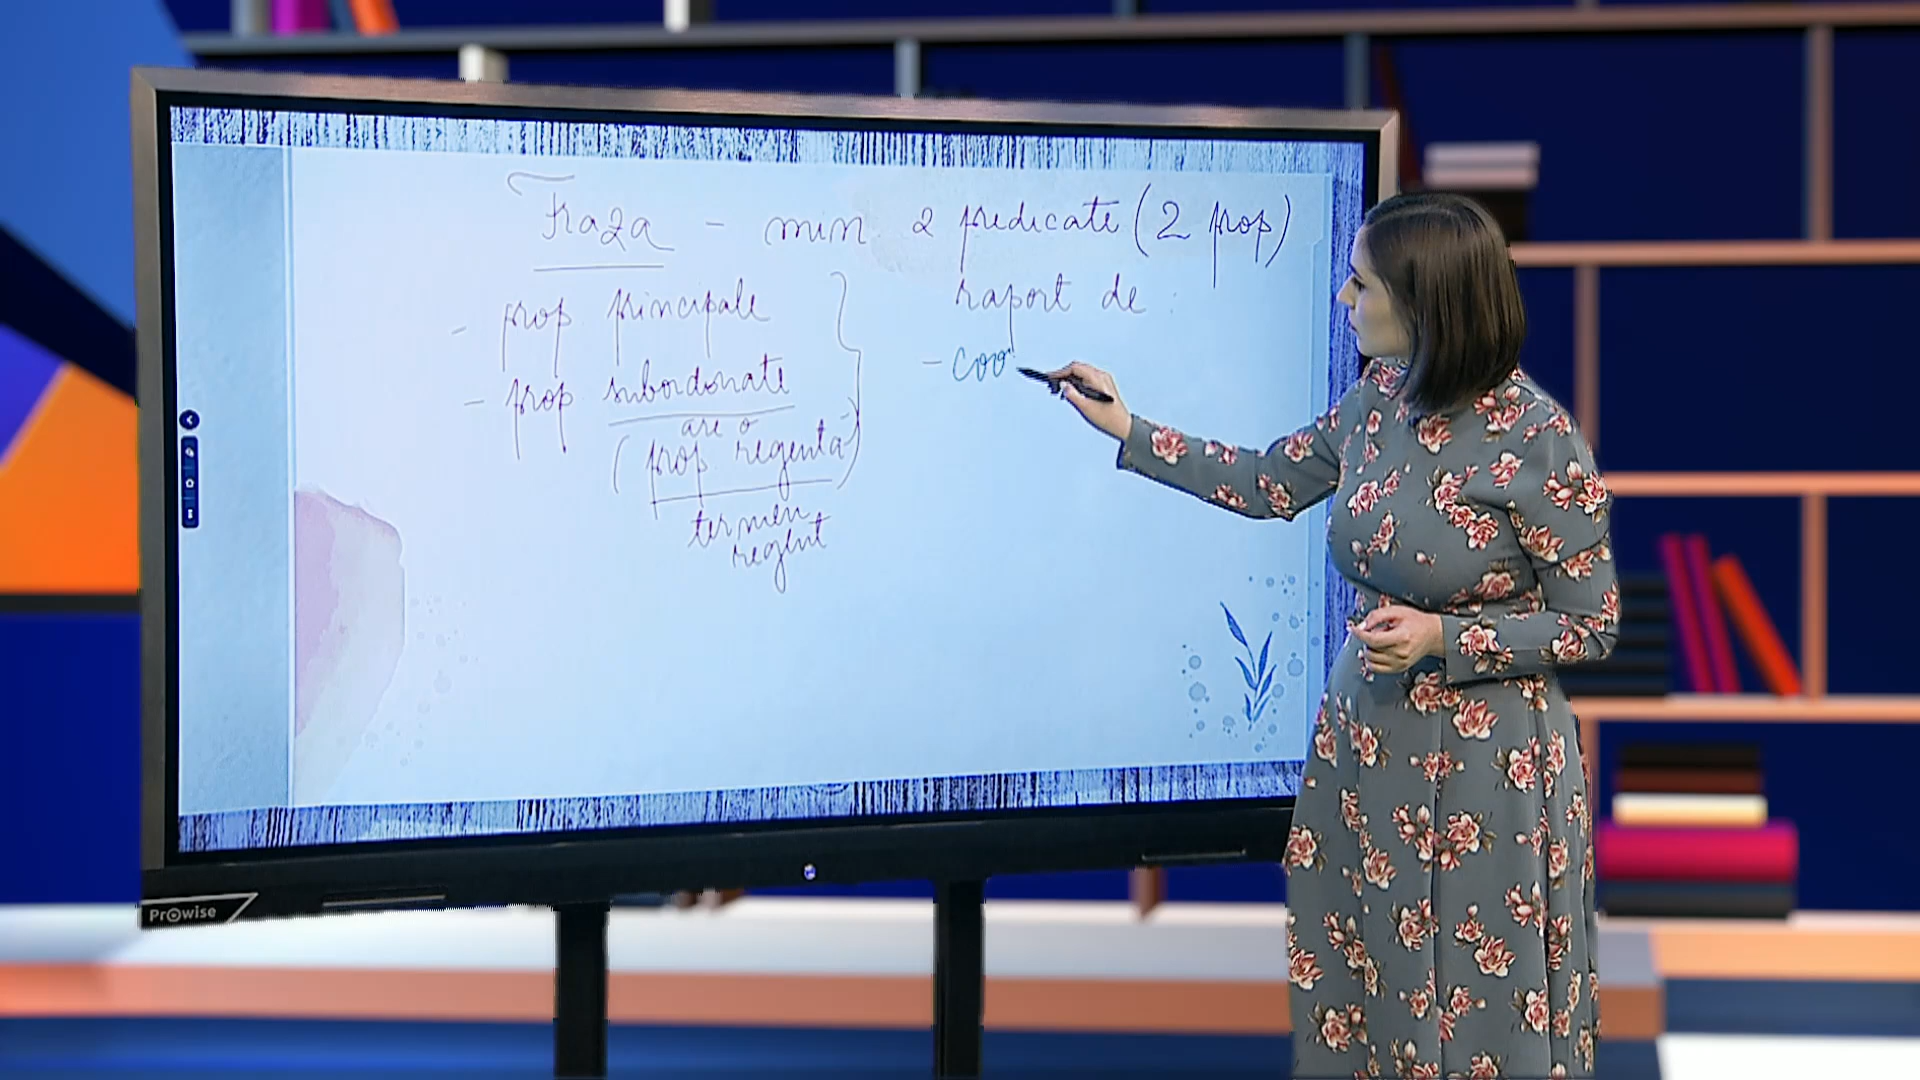 Fraza - min 2 predicate (2 prop)
- prop principale
- prop subordonate
are o
(prop regentă)
termen
regent
raport de :
- coo
Prowise